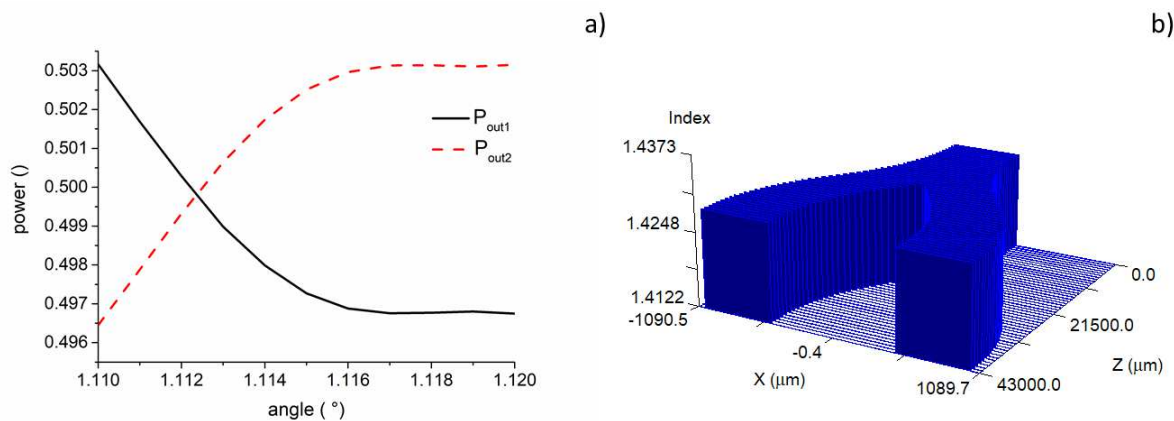 a)
b)
0.503
0.502
0.501
0.500
0.499
0.498
0.497
0.496
power ()
P_out1
P_out2
1.110
1.112
1.114
1.116
1.118
1.120
angle ( °)
Index
1.4373
1.4248
1.4122
-1090.5
-0.4
1089.7
X (μm)
0.0
21500.0
43000.0
Z (μm)